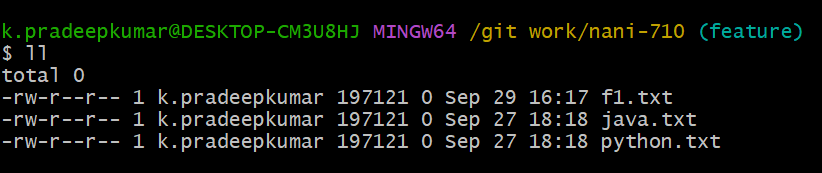 k.pradeepkumar@DESKTOP-CM3U8HJ MINGW64 /git work/nani-710 (feature)
$ ll
total 0
-rw-r--r-- 1 k.pradeepkumar 197121 0 Sep 29 16:17 f1.txt
-rw-r--r-- 1 k.pradeepkumar 197121 0 Sep 27 18:18 java.txt
-rw-r--r-- 1 k.pradeepkumar 197121 0 Sep 27 18:18 python.txt